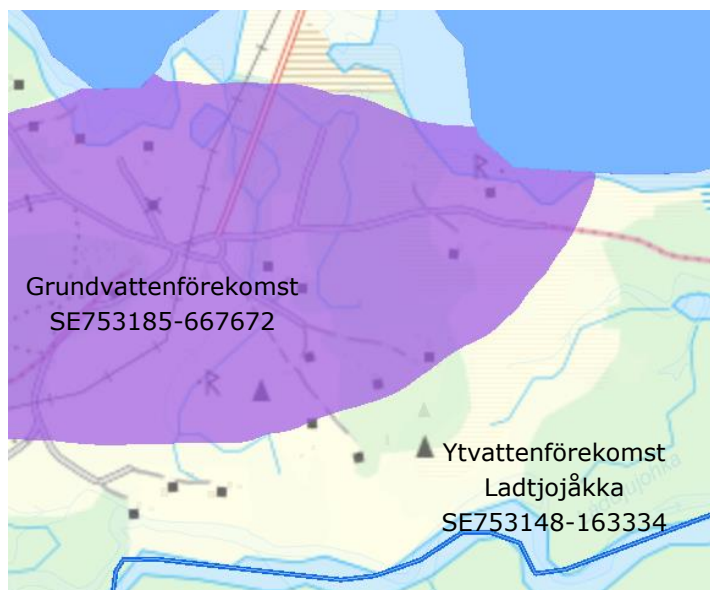 Grundvattenförekomst
SE753185-667672
Ytvattenförekomst
Ladtjojåkka
SE753148-163334